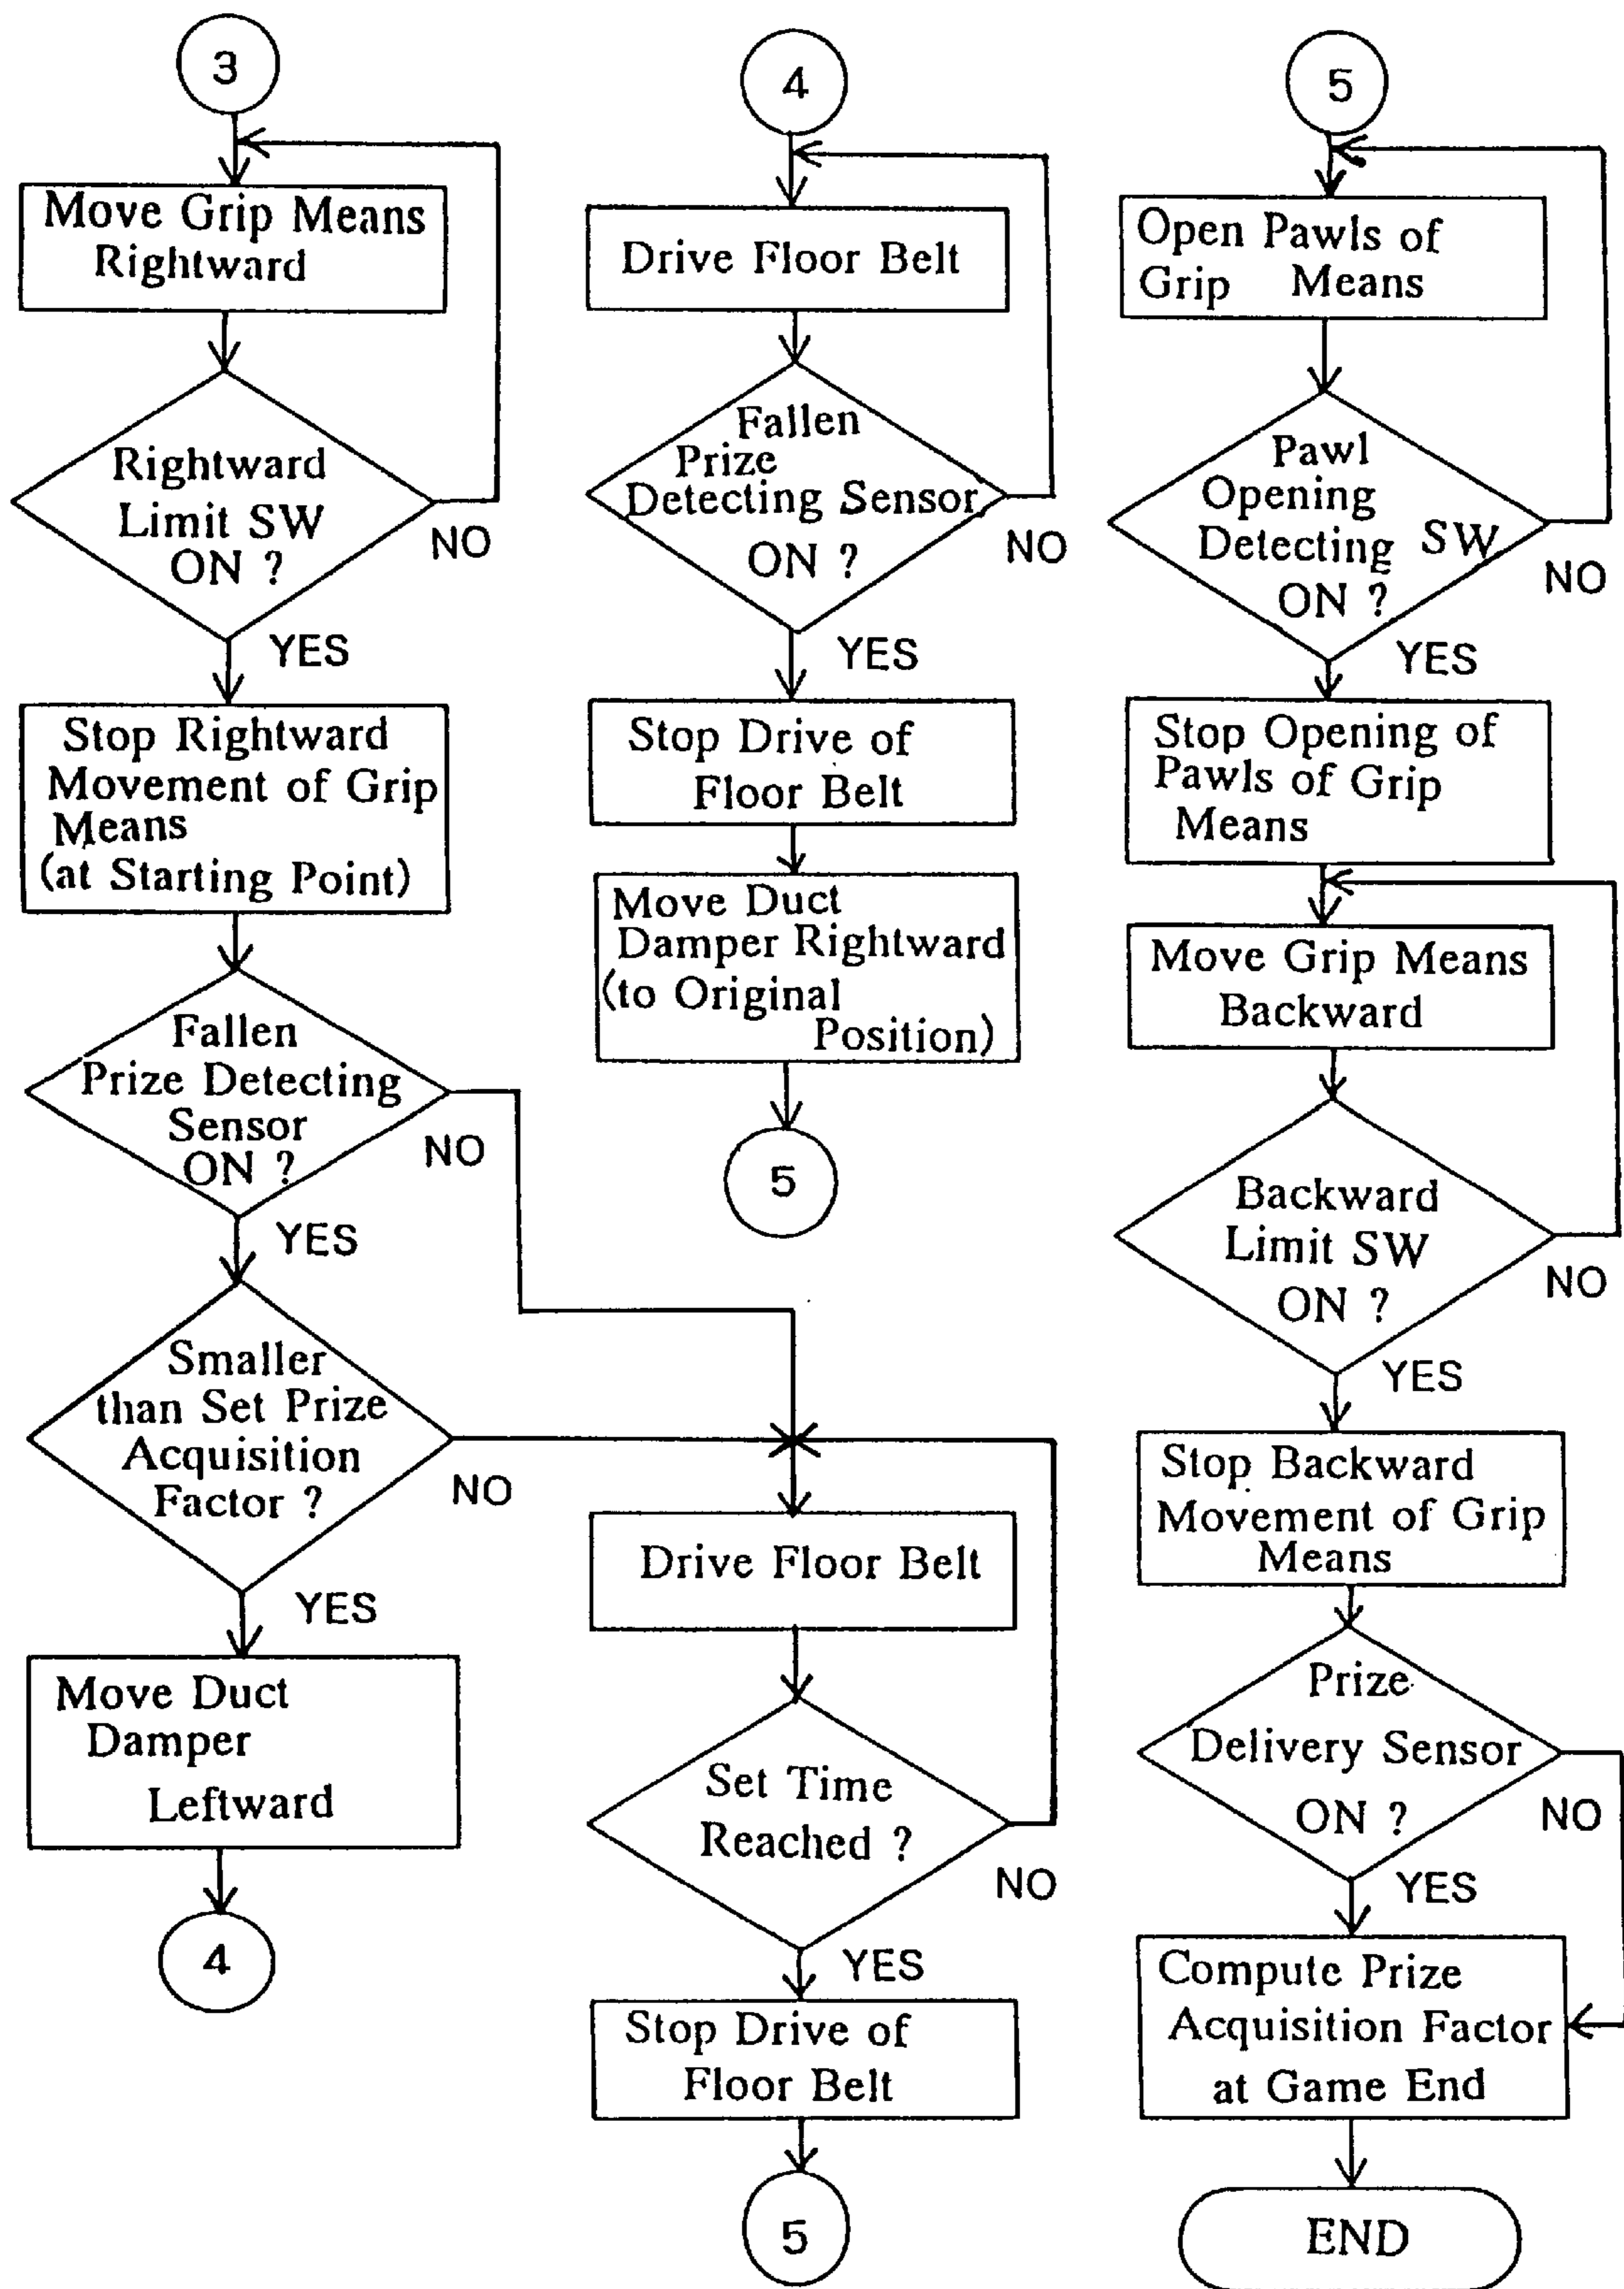 3
Move Grip Means
Rightward
Rightward
Limit SW
ON ?
NO
YES
Stop Rightward
Movement of Grip
Means
(at Starting Point)
Fallen
Prize Detecting
Sensor
ON ?
NO
YES
Smaller
than Set Prize
Acquisition
Factor ?
NO
YES
Move Duct
Damper
Leftward
4
4
Drive Floor Belt
Fallen
Prize
Detecting Sensor
ON ?
NO
YES
Stop Drive of
Floor Belt
Move Duct
Damper Rightward
(to Original
Position)
5
Drive Floor Belt
Set Time
Reached ?
NO
YES
Stop Drive of
Floor Belt
5
5
Open Pawls of
Grip Means
Pawl
Opening
Detecting SW
ON ?
NO
YES
Stop Opening of
Pawls of Grip
Means
Move Grip Means
Backward
Backward
Limit SW
ON ?
NO
YES
Stop Backward
Movement of Grip
Means
Prize
Delivery Sensor
ON ?
NO
YES
Compute Prize
Acquisition Factor
at Game End
END